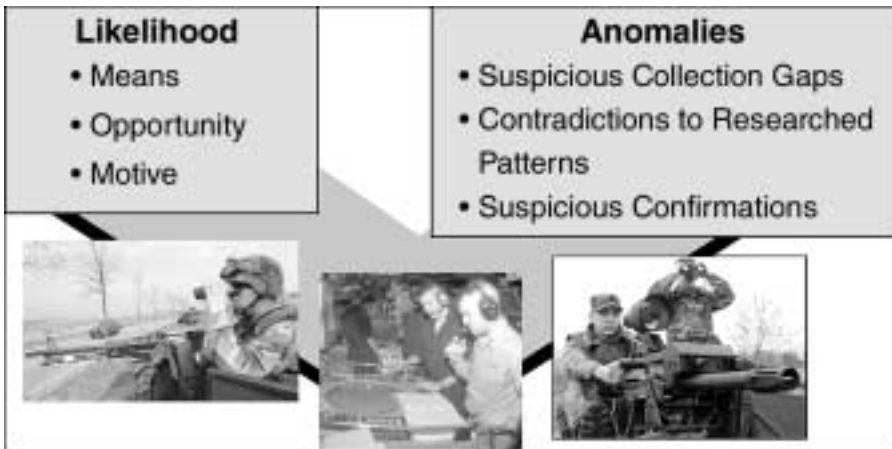 Likelihood
• Means
• Opportunity
• Motive
Anomalies
• Suspicious Collection Gaps
• Contradictions to Researched
Patterns
• Suspicious Confirmations